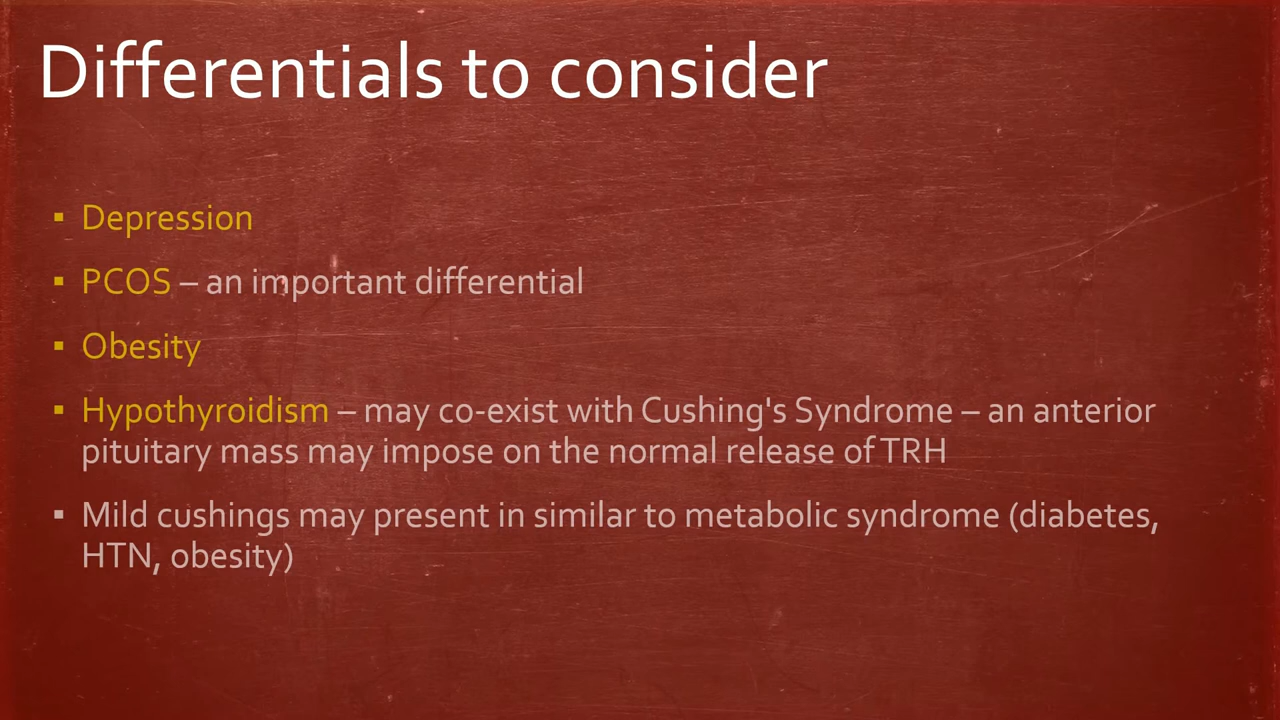 Differentials to consider
▪ Depression
▪ PCOS – an important differential
▪ Obesity
▪ Hypothyroidism – may co-exist with Cushing's Syndrome – an anterior
pituitary mass may impose on the normal release of TRH
▪ Mild cushings may present in similar to metabolic syndrome (diabetes,
HTN, obesity)